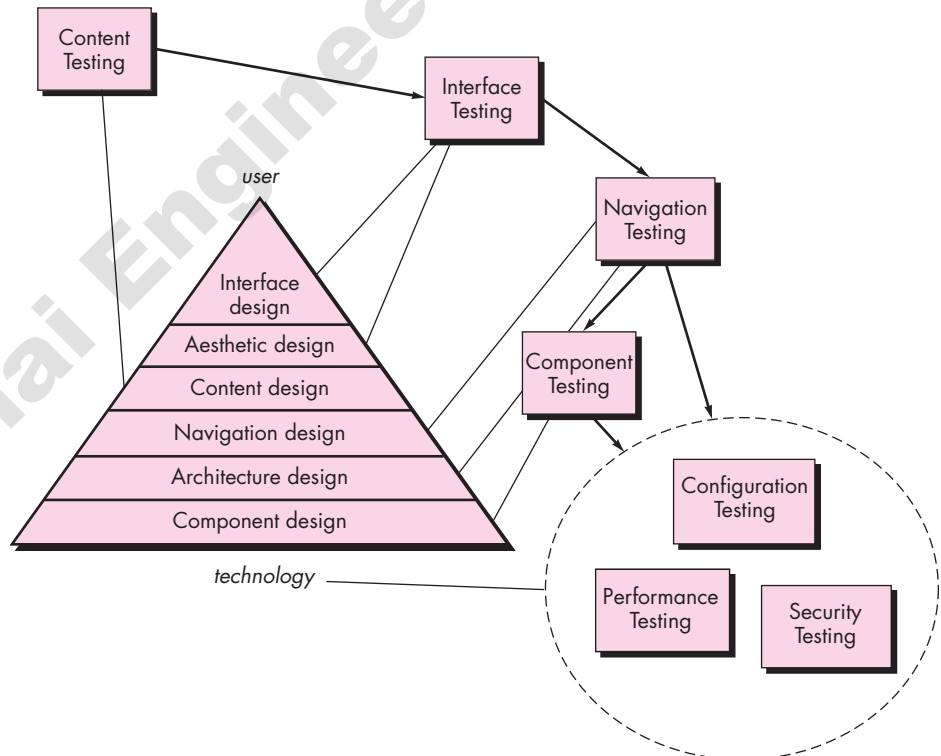 Content
Testing
Interface
Testing
user
Navigation
Testing
Interface
design
Aesthetic design
Component
Testing
Content design
Navigation design
Architecture design
Component design
Configuration
Testing
technology
Performance
Testing
Security
Testing